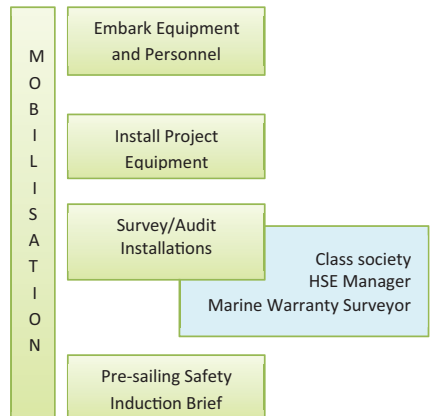 M
O
B
I
L
I
S
A
T
I
O
N
Embark Equipment
and Personnel
Install Project
Equipment
Survey/Audit
Installations
Class society
HSE Manager
Marine Warranty Surveyor
Pre-sailing Safety
Induction Brief